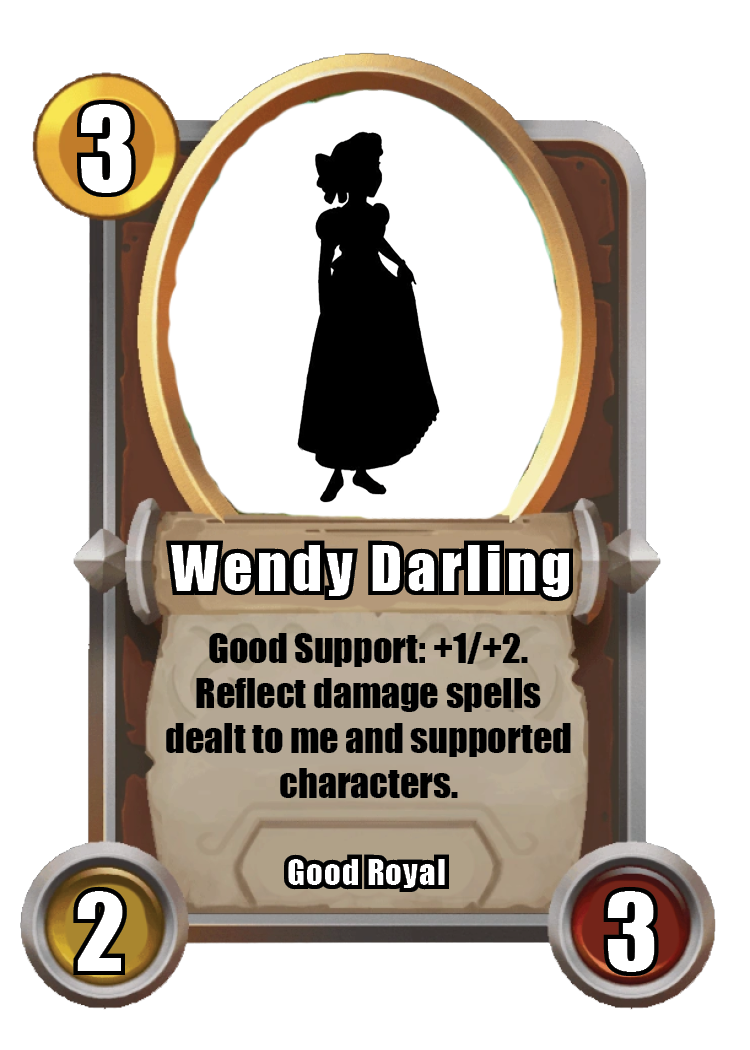 3
Wendy Darling
Good Support: +1/+2.
Reflect damage spells
dealt to me and supported
characters.
Good Royal
2
3